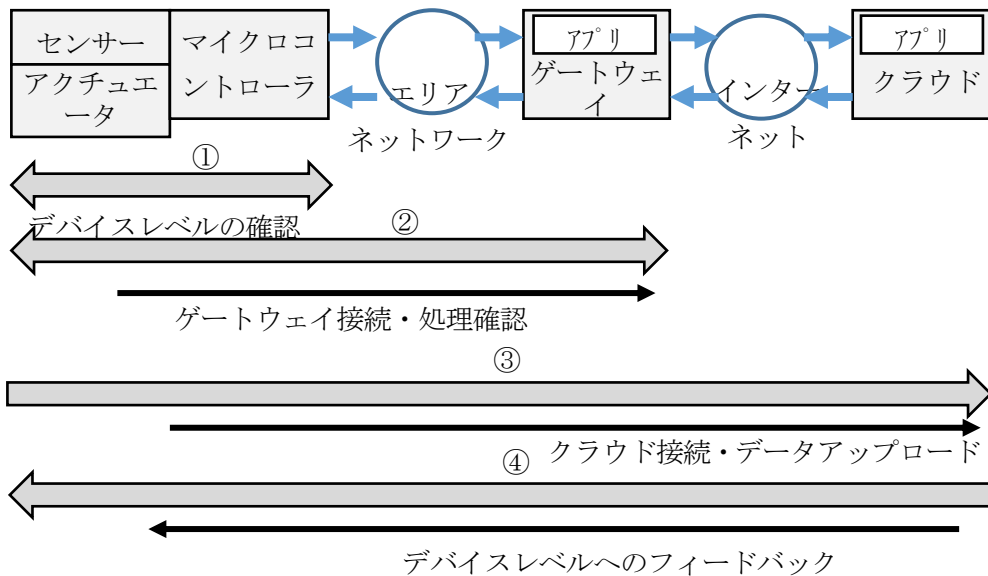 センサー
アクチュエ
ータ
マイクロコ
ントローラ
エリア
ネットワーク
アプリ
ゲートウェ
イ
インター
ネット
アプリ
クラウド
①
デバイスレベルの確認
②
ゲートウェイ接続・処理確認
③
クラウド接続・データアップロード
④
デバイスレベルへのフィードバック